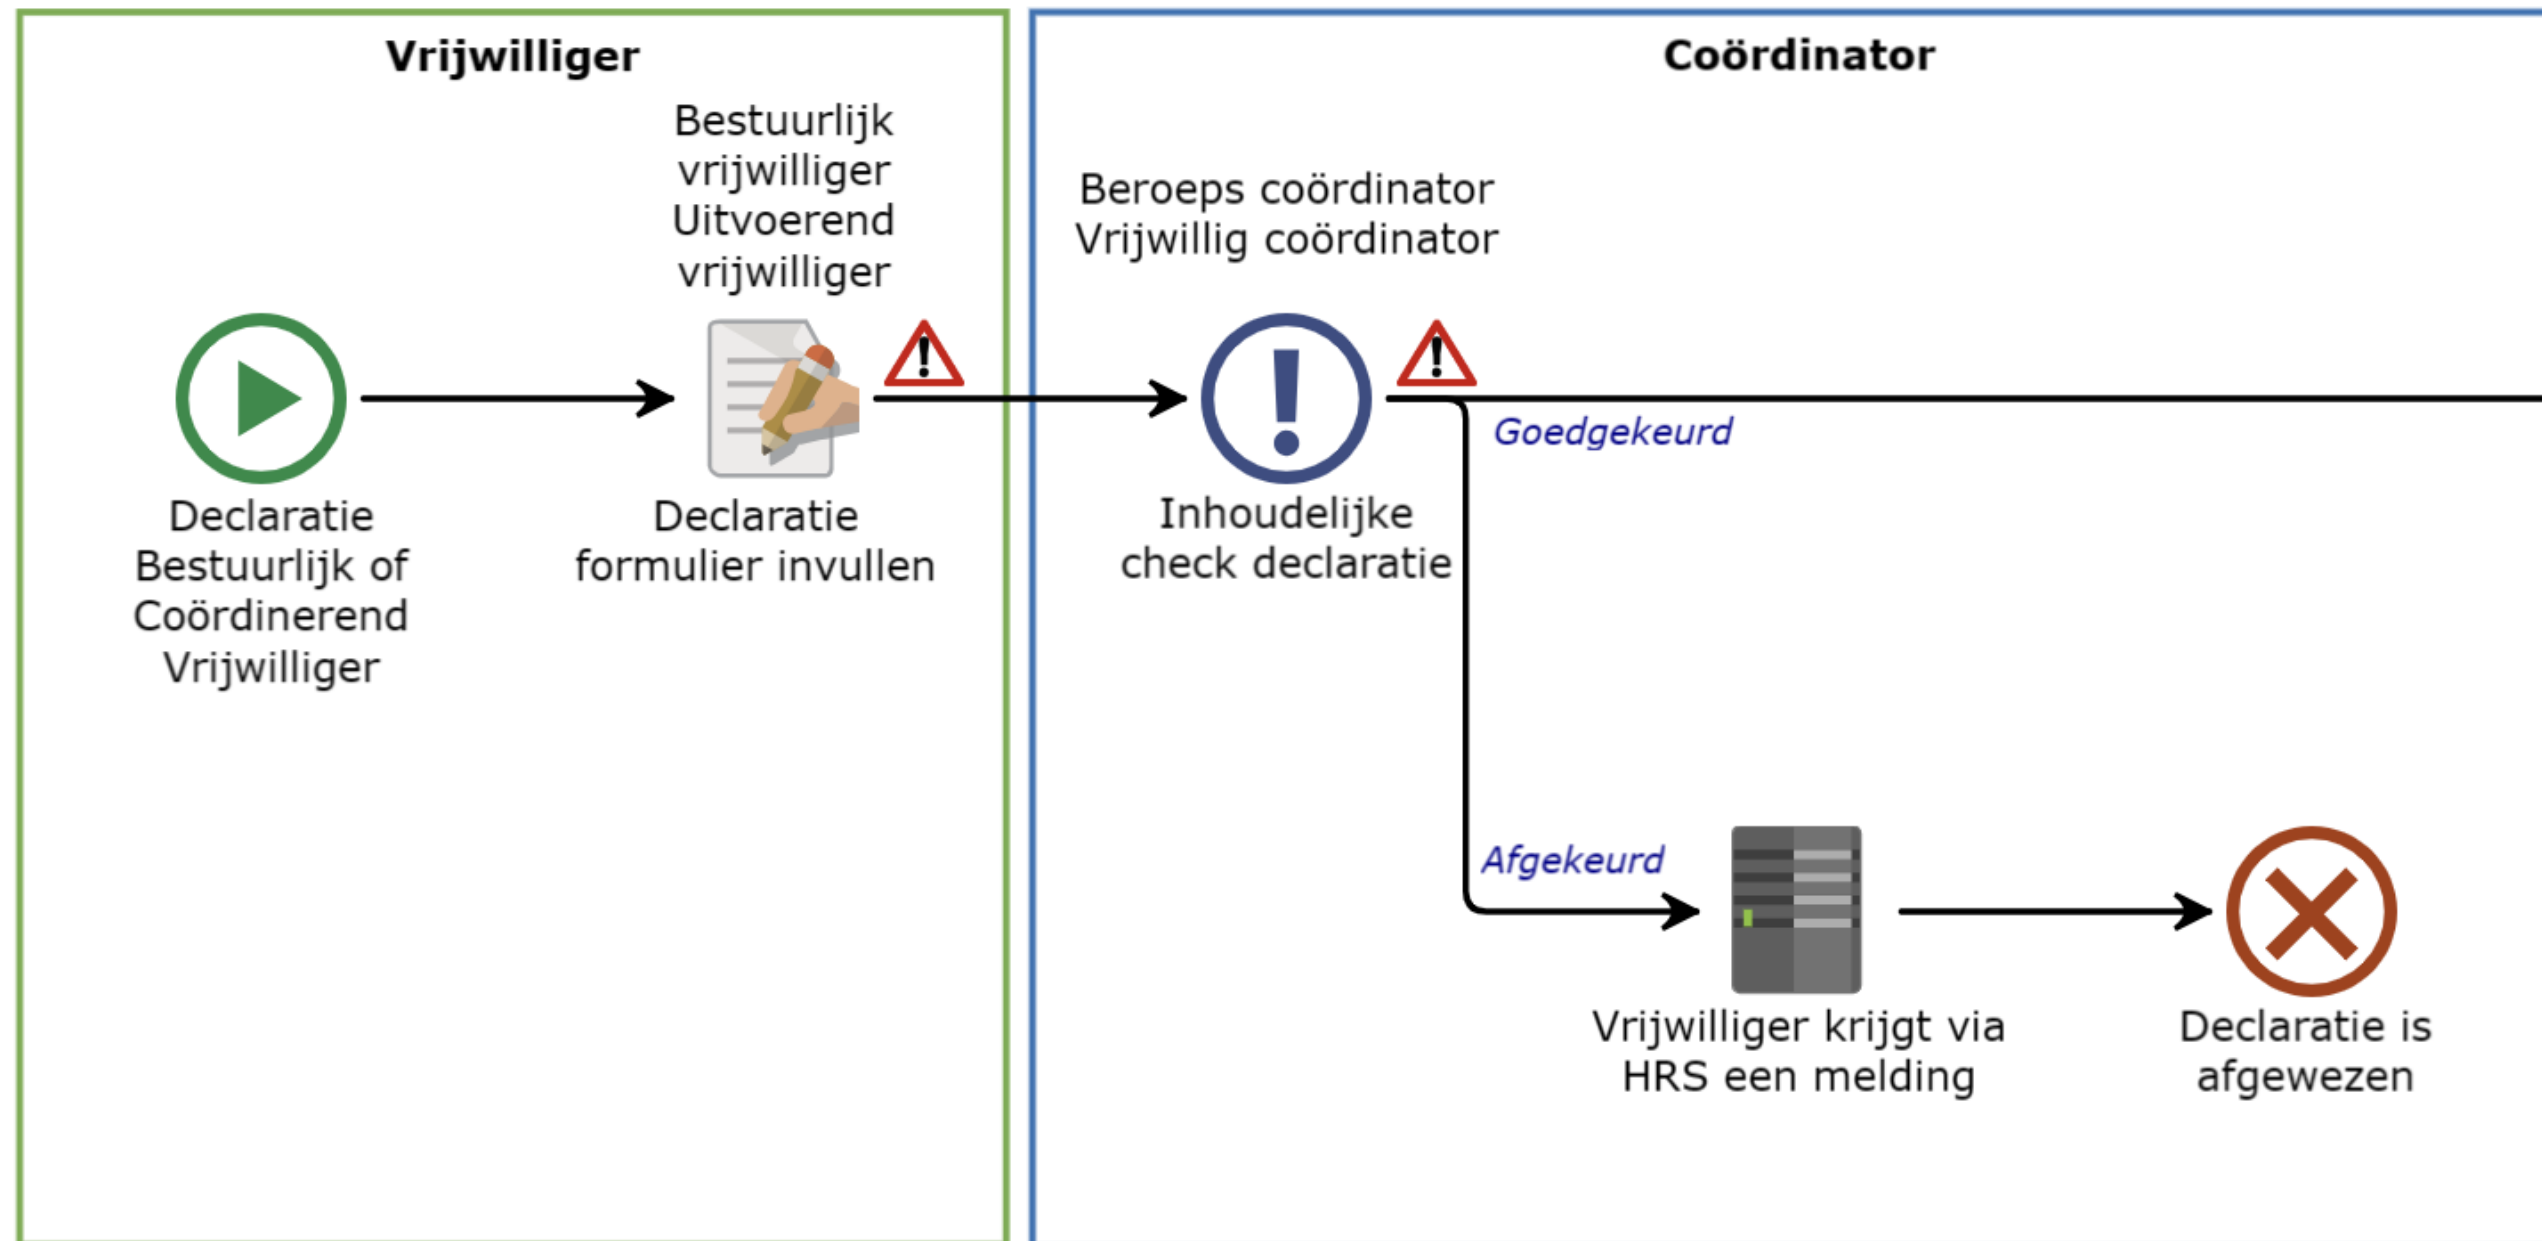 Vrijwilliger
Bestuurlijk
vrijwilliger
Uitvoerend
vrijwilliger
Declaratie
Bestuurlijk of
Coördinerend
Vrijwilliger
Declaratie
formulier invullen
Coördinator
Beroeps coördinator
Vrijwillig coördinator
Inhoudelijke
check declaratie
Goedgekeurd
Afgekeurd
Vrijwilliger krijgt via
HRS een melding
Declaratie is
afgewezen